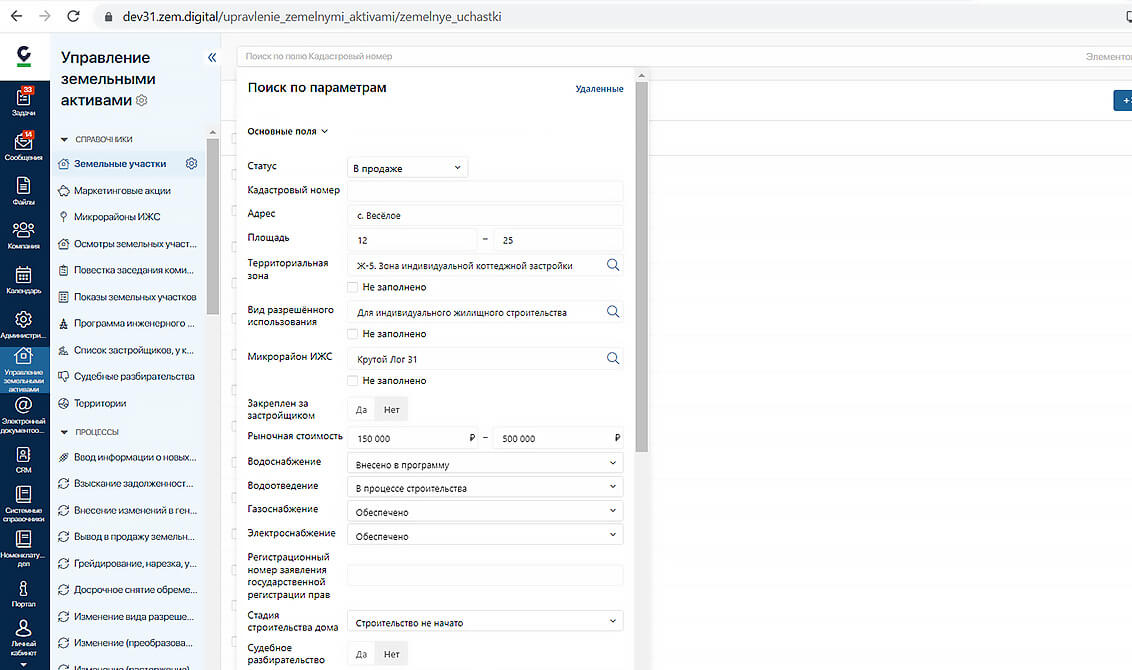 dev31.zem.digital/upravlenie_zemelnymi_aktivami/zemelnye_uchastki
33
Задачи
14
Сообщения
Файлы
Компания
Календарь
Администри...
Управление
земельными
активами
Электронный
документоо...
CRM
Системные
справочники
Номенклату...
дел
Портал
Личный
кабинет
Управление
земельными
активами
СПРАВОЧНИКИ
Земельные участки
Маркетинговые акции
Микрорайоны ИЖС
Осмотры земельных участ...
Повестка заседания коми...
Показы земельных участков
Программа инженерного ...
Список застройщиков, у к...
Судебные разбирательства
Территории
ПРОЦЕССЫ
Ввод информации о новых...
Взыскание задолженност...
Внесение изменений в ген...
Вывод в продажу земельн...
Грейдирование, нарезка, у...
Досрочное снятие обреме...
Изменение вида разреше...
Изменение (преобразова...
Изменение (расторжение)
Поиск по полю Кадастровый номер
Элементов
Поиск по параметрам
Удаленные
Основные поля
Статус
В продаже
Кадастровый номер
Адрес
с. Весёлое
Площадь
12 – 25
Территориальная
зона
Ж-5. Зона индивидуальной коттеджной застройки
Не заполнено
Вид разрешённого
использования
Для индивидуального жилищного строительства
Не заполнено
Микрорайон ИЖС
Крутой Лог 31
Не заполнено
Закреплен за
застройщиком
Да Нет
Рыночная стоимость
150 000 ₽ – 500 000 ₽
Водоснабжение
Внесено в программу
Водоотведение
В процессе строительства
Газоснабжение
Обеспечено
Электроснабжение
Обеспечено
Регистрационный
номер заявления
государственной
регистрации прав
Стадия
строительства дома
Строительство не начато
Судебное
разбирательство
Да Нет
+